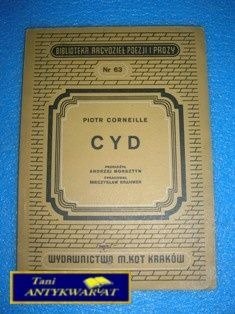 BIBLIOTEKA ARCYDZIEŁ POEZJI I PROZY
Nr 63
PIOTR CORNEILLE
CYD
PRZEŁOŻYŁ
ANDRZEJ MORSZTYN
OPRACOWAŁ
MIECZYSŁAW BRAHMER
WYDAWNICTWO M. KOT KRAKÓW
Tani
ANTYKWARIAT